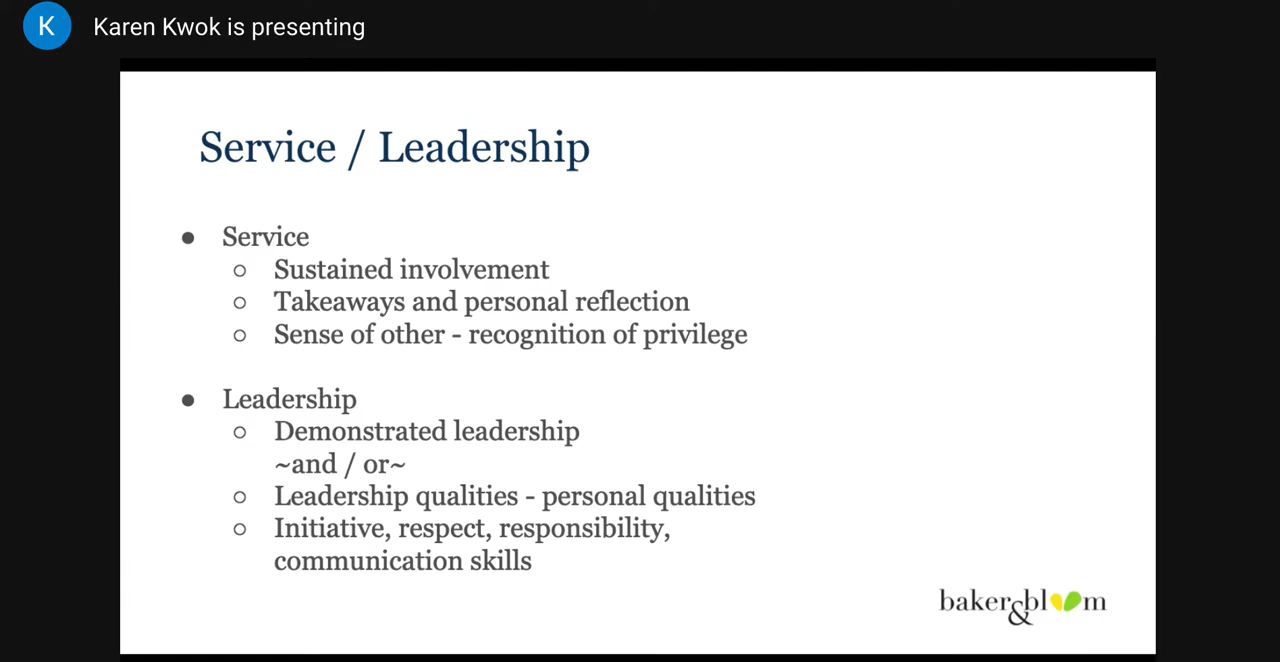 K
Karen Kwok is presenting
Service / Leadership
● Service
○ Sustained involvement
○ Takeaways and personal reflection
○ Sense of other - recognition of privilege
● Leadership
○ Demonstrated leadership
~and / or~
○ Leadership qualities - personal qualities
○ Initiative, respect, responsibility,
communication skills
baker&bloom